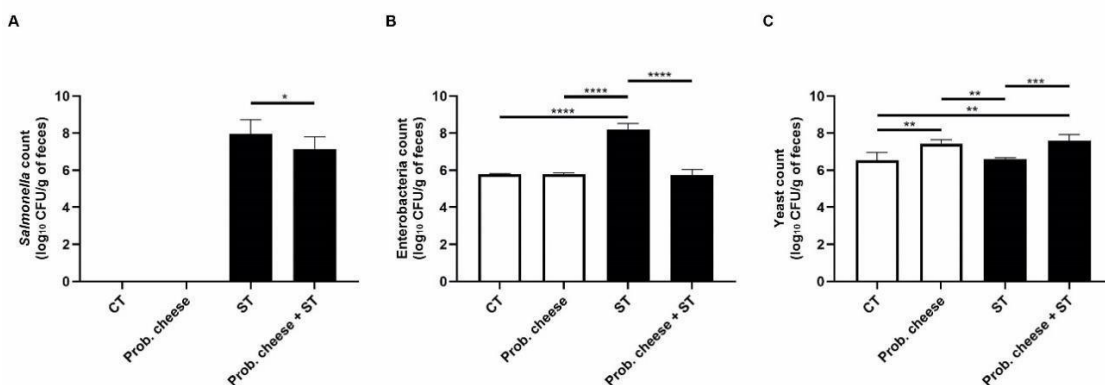 A
B
C
Salmonella count
(log₁₀ CFU/g of feces)
10
8
6
4
2
0
*
CT
Prob. cheese
ST
Prob. cheese + ST
Enterobacteria count
(log₁₀ CFU/g of feces)
10
8
6
4
2
0
****
****
****
CT
Prob. cheese
ST
Prob. cheese + ST
Yeast count
(log₁₀ CFU/g of feces)
10
8
6
4
2
0
***
**
**
**
CT
Prob. cheese
ST
Prob. cheese + ST